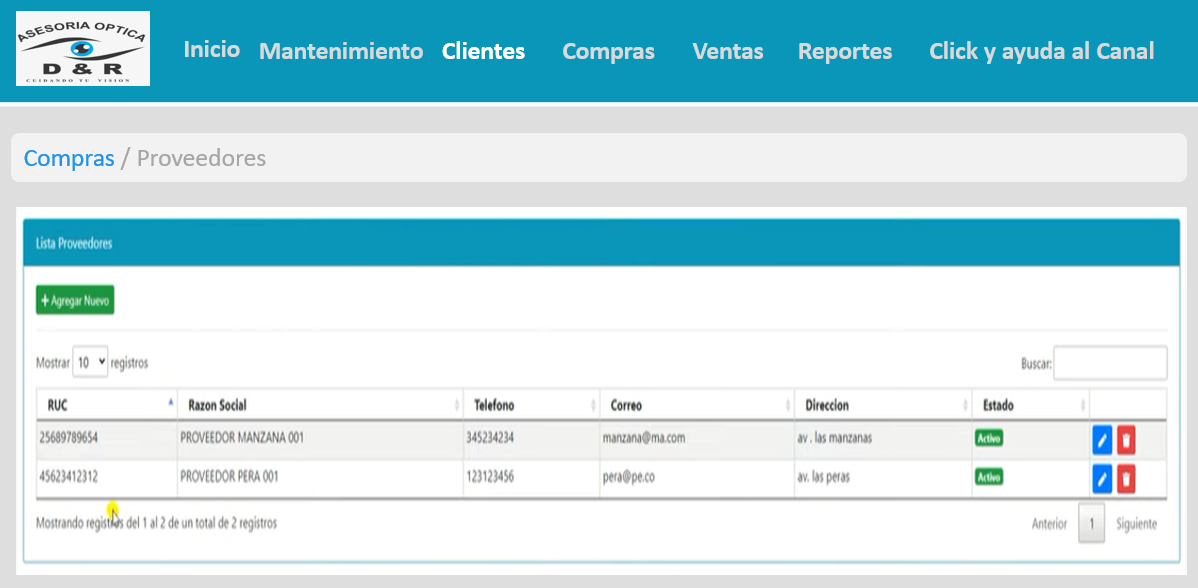 ASESORIA OPTICA
D & R
CUIDANDO TU VISION
Inicio Mantenimiento Clientes Compras Ventas Reportes Click y ayuda al Canal
Compras / Proveedores
Lista Proveedores
+ Agregar Nuevo
Mostrar 10 registros Buscar:
RUC Razon Social Telefono Correo Direccion Estado
25689789654 PROVEEDOR MANZANA 001 345234234 manzana@ma.com av . las manzanas Activo
45623412312 PROVEEDOR PERA 001 123123456 pera@pe.co av. las peras Activo
Mostrando registros del 1 al 2 de un total de 2 registros Anterior 1 Siguiente